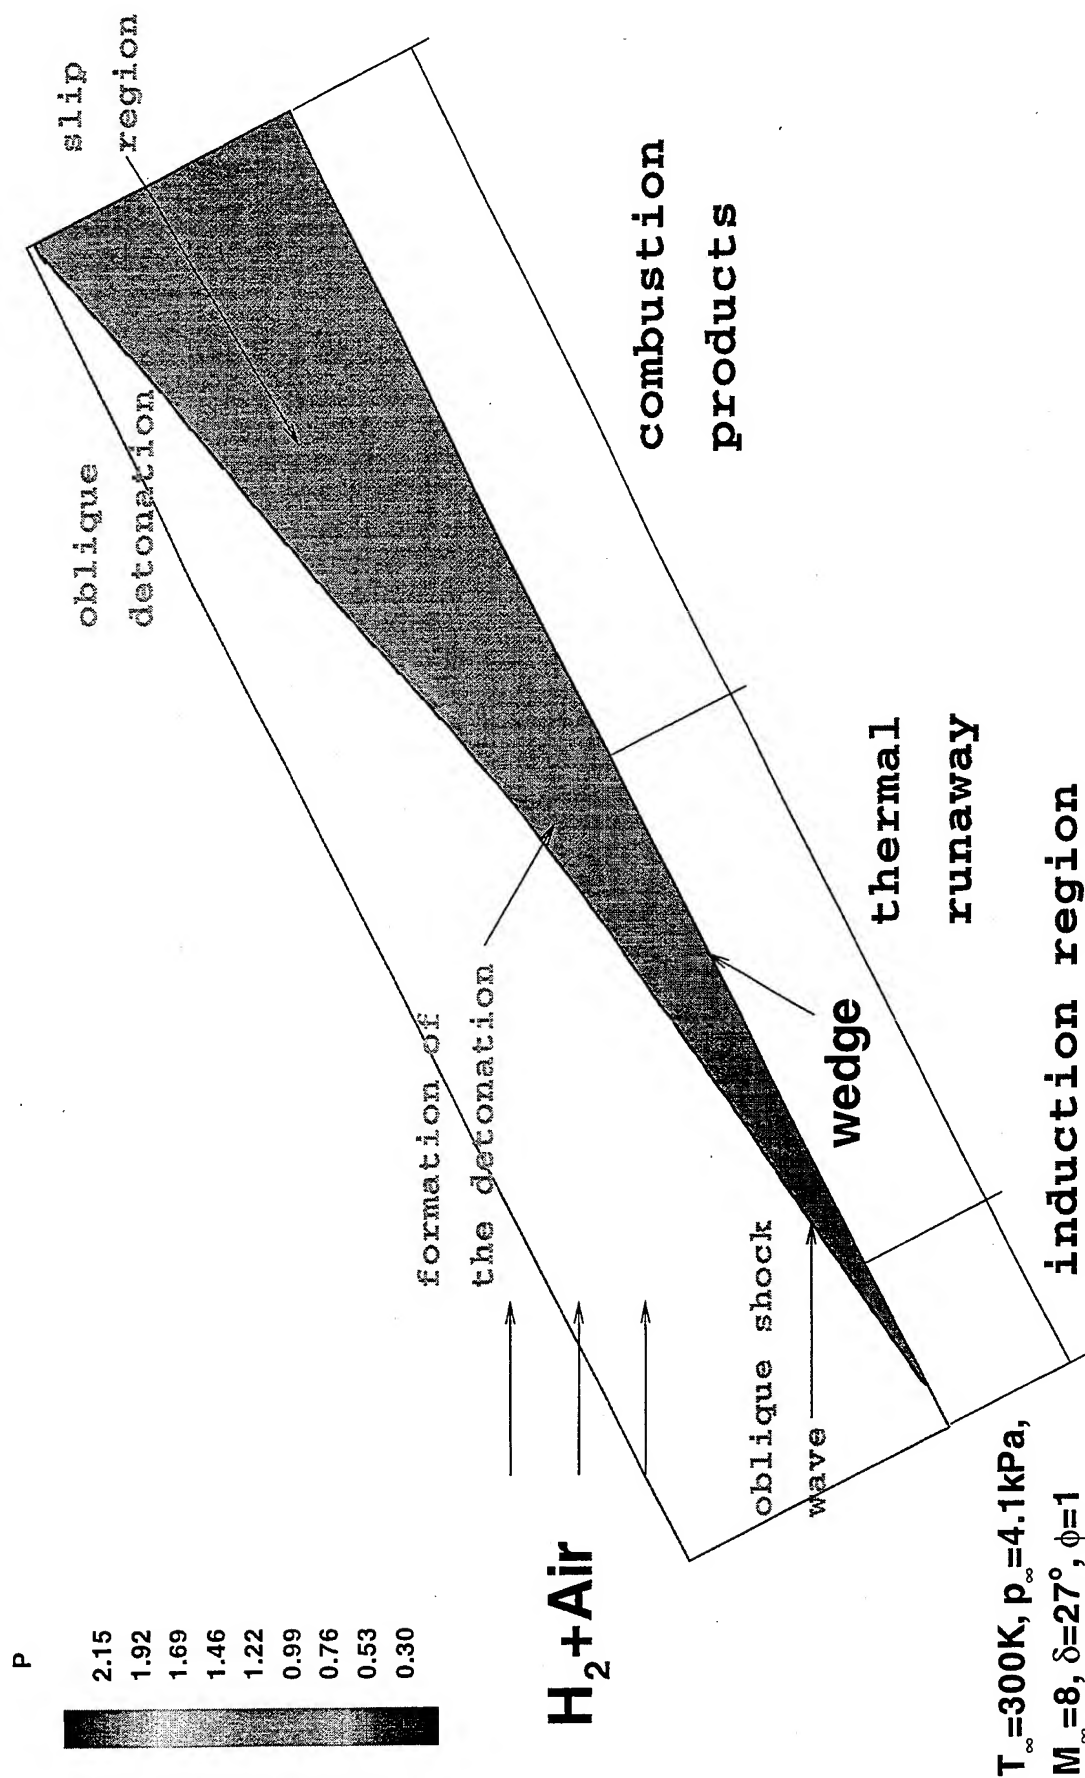 P
2.15
1.92
1.69
1.46
1.22
0.99
0.76
0.53
0.30
H₂+Air
T∞=300K, p∞=4.1kPa,
M∞=8, δ=27°, ϕ=1
oblique shock
wave
formation of
the detonation
oblique
detonation
slip
region
wedge
induction region
thermal
runaway
combustion
products